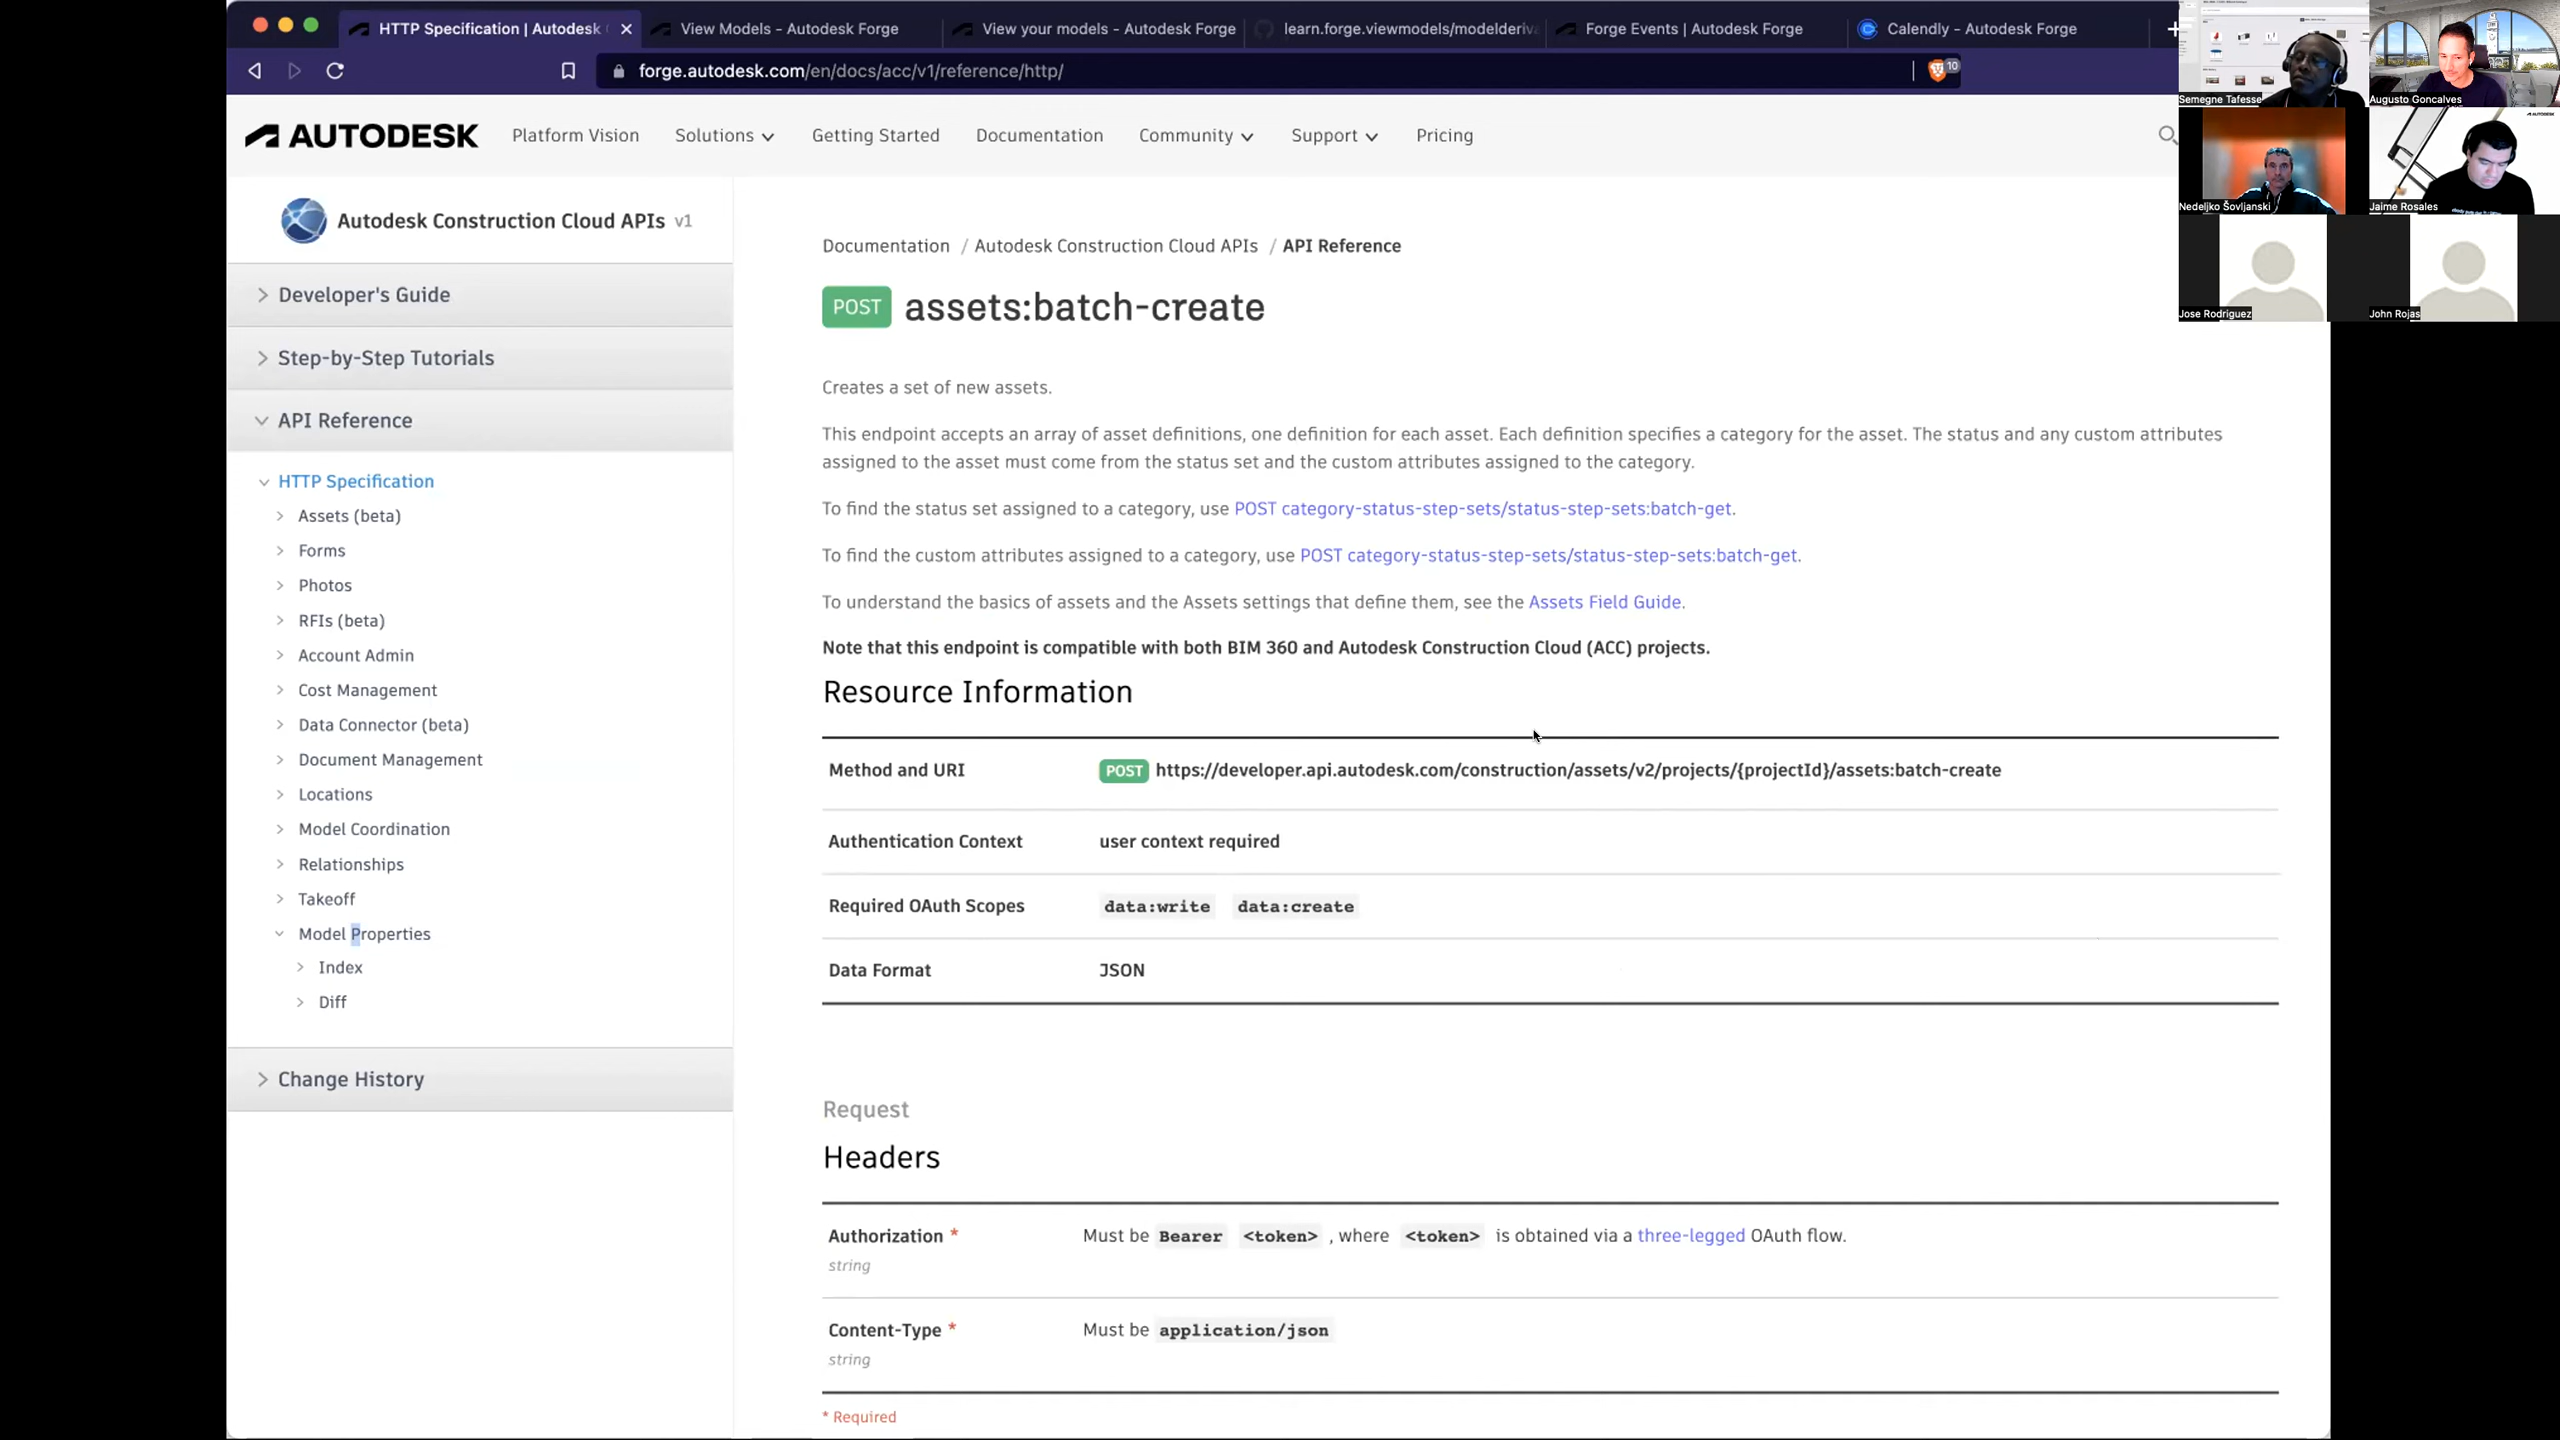 HTTP Specification | Autodesk
View Models - Autodesk Forge
View your models - Autodesk Forge
learn.forge.viewmodels/modelderiva
Forge Events | Autodesk Forge
Calendly - Autodesk Forge
forge.autodesk.com/en/docs/acc/v1/reference/http/
10
AUTODESK
Platform Vision
Solutions
Getting Started
Documentation
Community
Support
Pricing
Semegne Tafesse
Augusto Goncalves
AUTODESK
Nedeljko Šovljanski
Jaime Rosales
Jose Rodriguez
John Rojas
Autodesk Construction Cloud APIs v1
Developer's Guide
Step-by-Step Tutorials
API Reference
HTTP Specification
Assets (beta)
Forms
Photos
RFIs (beta)
Account Admin
Cost Management
Data Connector (beta)
Document Management
Locations
Model Coordination
Relationships
Takeoff
Model Properties
Index
Diff
Change History
Documentation / Autodesk Construction Cloud APIs / API Reference
POST assets:batch-create
Creates a set of new assets.
This endpoint accepts an array of asset definitions, one definition for each asset. Each definition specifies a category for the asset. The status and any custom attributes
assigned to the asset must come from the status set and the custom attributes assigned to the category.
To find the status set assigned to a category, use POST category-status-step-sets/status-step-sets:batch-get.
To find the custom attributes assigned to a category, use POST category-status-step-sets/status-step-sets:batch-get.
To understand the basics of assets and the Assets settings that define them, see the Assets Field Guide.
Note that this endpoint is compatible with both BIM 360 and Autodesk Construction Cloud (ACC) projects.
Resource Information
Method and URI POST https://developer.api.autodesk.com/construction/assets/v2/projects/{projectId}/assets:batch-create
Authentication Context user context required
Required OAuth Scopes data:write data:create
Data Format JSON
Request
Headers
Authorization * Must be Bearer <token> , where <token> is obtained via a three-legged OAuth flow.
string
Content-Type * Must be application/json
string
* Required